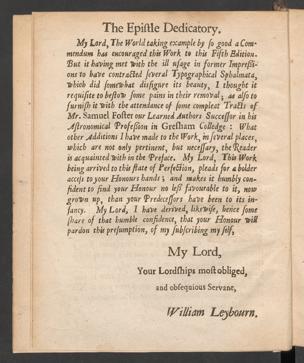 The Epiſtle Dedicatory.
My Lord, The World taking example by ſo good a Com-
mendum has encouraged this Work to this Fifth Edition.
But it having met with the ill uſage in former Impreſſi-
ons to have contracted ſeveral Typographical Sphalmata,
which did ſomewhat disfigure its beauty, I thought it
requiſite to beſtow ſome pains in their removal; as alſo to
furniſh it with the attendance of ſome compleat Tracts of
Mr. Samuel Foſter our Learned Authors Succeſſor in his
Aſtronomical Profeſſion in Greſham Colledge: What
other Additions I have made to the Work, in ſeveral places,
which are not only pertinent, but neceſſary, the Reader
is acquainted with in the Preface. My Lord, This Work
being arrived to this ſtate of Perfection, pleads for a bolder
acceſs to your Honours hands; and makes it humbly con-
fident to find your Honour no leſſ favourable to it, now
grown up, than your Predeceſſors have been to its in-
fancy. My Lord, I have derived, likewiſe, hence ſome
ſhare of that humble confidence, that your Honour will
pardon this preſumption, of my ſubſcribing my ſelf,
My Lord,
Your Lordſhips moſt obliged,
and obſequious Servant,
William Leybourn.